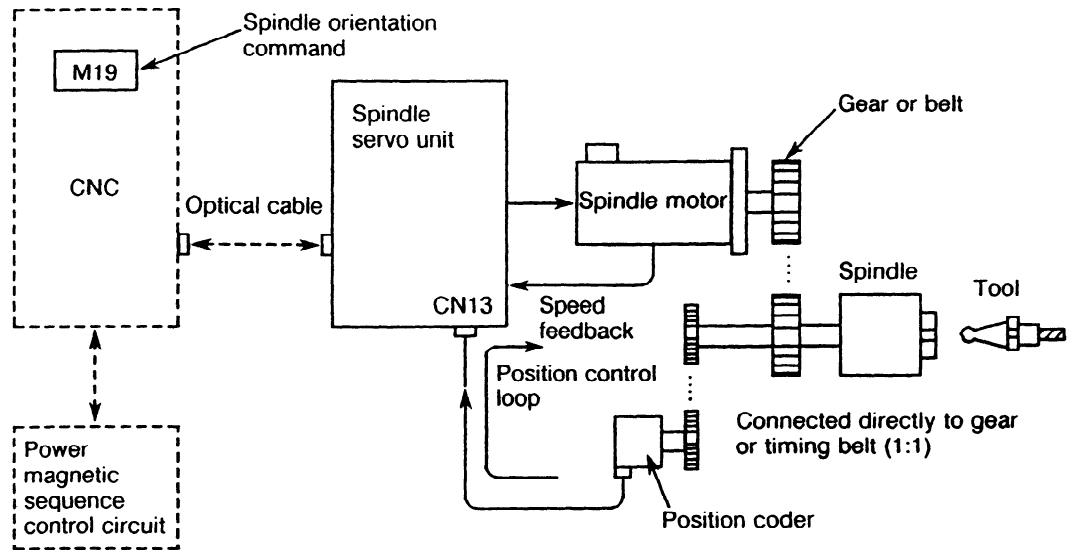 Spindle orientation
command
M19
CNC
Optical cable
Spindle
servo unit
CN13
Spindle motor
Gear or belt
Speed
feedback
Position control
loop
Spindle
Tool
Connected directly to gear
or timing belt (1:1)
Position coder
Power
magnetic
sequence
control circuit